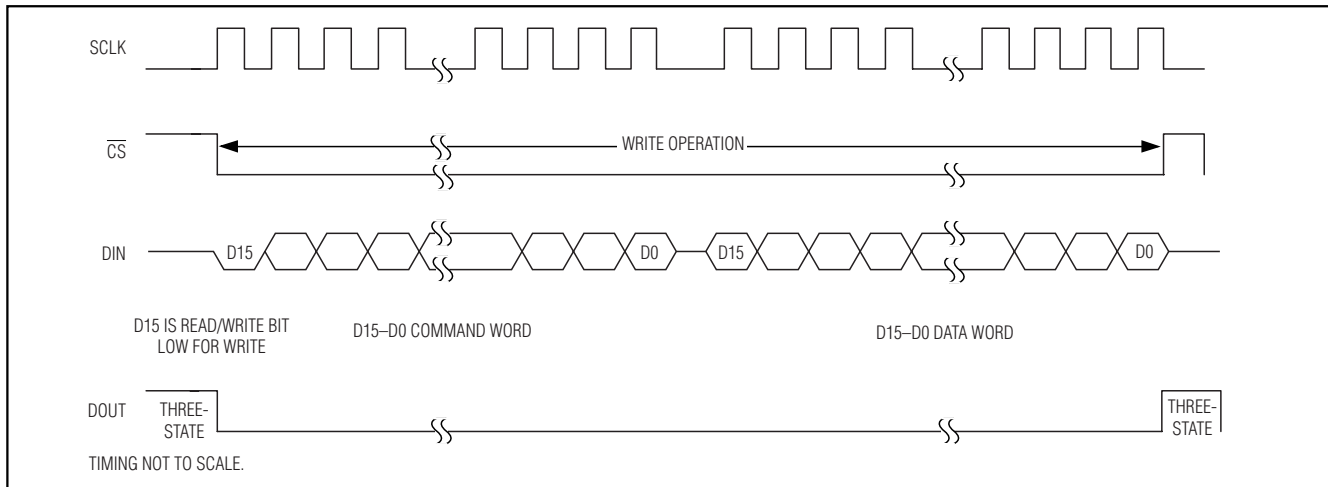 SCLK
CS
WRITE OPERATION
DIN
D15
D0
D15
D0
D15 IS READ/WRITE BIT
LOW FOR WRITE
D15–D0 COMMAND WORD
D15–D0 DATA WORD
DOUT
THREE-
STATE
THREE-
STATE
TIMING NOT TO SCALE.